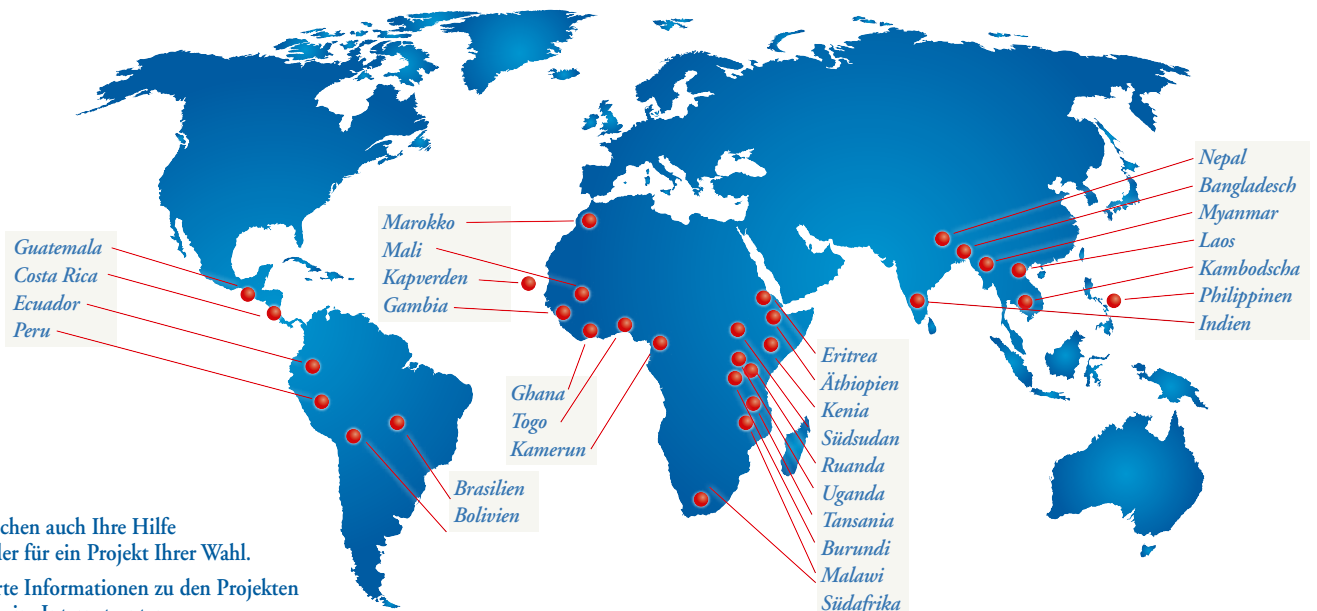 Guatemala
Costa Rica
Ecuador
Peru
Marokko
Mali
Kapverden
Gambia
Ghana
Togo
Kamerun
Brasilien
Bolivien
Eritrea
Äthiopien
Kenia
Südsudan
Ruanda
Uganda
Tansania
Burundi
Malawi
Südafrika
Nepal
Bangladesch
Myanmar
Laos
Kambodscha
Philippinen
Indien
chen auch Ihre Hilfe
ler für ein Projekt Ihrer Wahl.
rte Informationen zu den Projekten